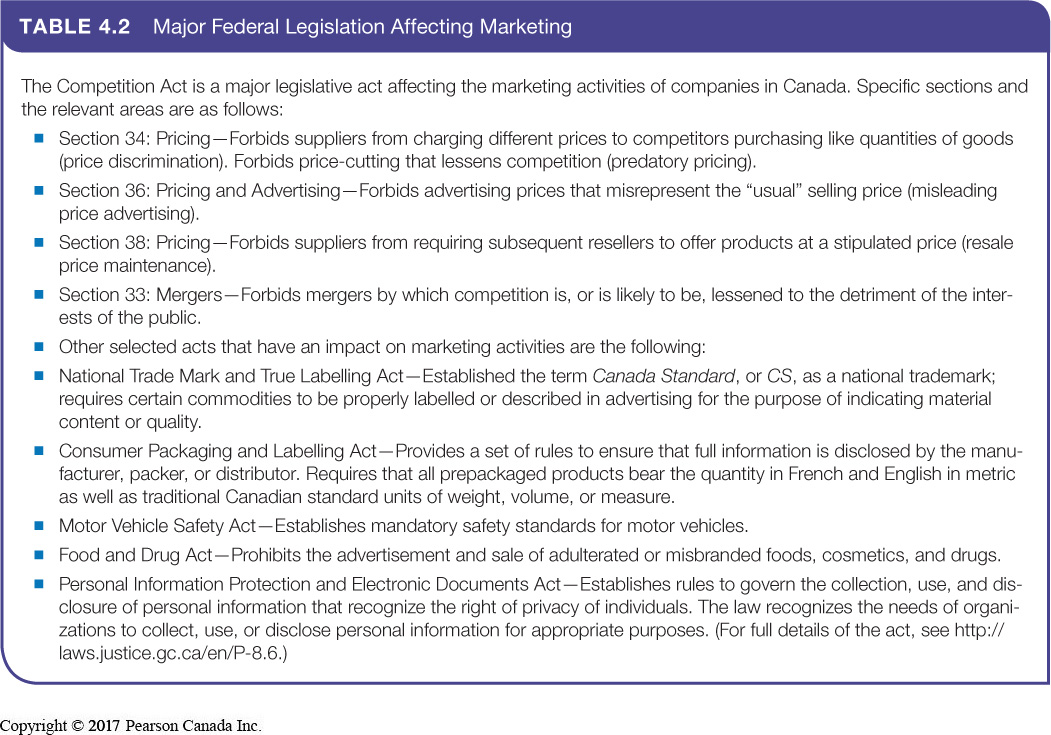 TABLE 4.2 Major Federal Legislation Affecting Marketing
The Competition Act is a major legislative act affecting the marketing activities of companies in Canada. Specific sections and
the relevant areas are as follows:
■ Section 34: Pricing—Forbids suppliers from charging different prices to competitors purchasing like quantities of goods
(price discrimination). Forbids price-cutting that lessens competition (predatory pricing).
■ Section 36: Pricing and Advertising—Forbids advertising prices that misrepresent the “usual” selling price (misleading
price advertising).
■ Section 38: Pricing—Forbids suppliers from requiring subsequent resellers to offer products at a stipulated price (resale
price maintenance).
■ Section 33: Mergers—Forbids mergers by which competition is, or is likely to be, lessened to the detriment of the inter-
ests of the public.
■ Other selected acts that have an impact on marketing activities are the following:
■ National Trade Mark and True Labelling Act—Established the term Canada Standard, or CS, as a national trademark;
requires certain commodities to be properly labelled or described in advertising for the purpose of indicating material
content or quality.
■ Consumer Packaging and Labelling Act—Provides a set of rules to ensure that full information is disclosed by the manu-
facturer, packer, or distributor. Requires that all prepackaged products bear the quantity in French and English in metric
as well as traditional Canadian standard units of weight, volume, or measure.
■ Motor Vehicle Safety Act—Establishes mandatory safety standards for motor vehicles.
■ Food and Drug Act—Prohibits the advertisement and sale of adulterated or misbranded foods, cosmetics, and drugs.
■ Personal Information Protection and Electronic Documents Act—Establishes rules to govern the collection, use, and dis-
closure of personal information that recognize the right of privacy of individuals. The law recognizes the needs of organi-
zations to collect, use, or disclose personal information for appropriate purposes. (For full details of the act, see http://
laws.justice.gc.ca/en/P-8.6.)
Copyright © 2017 Pearson Canada Inc.